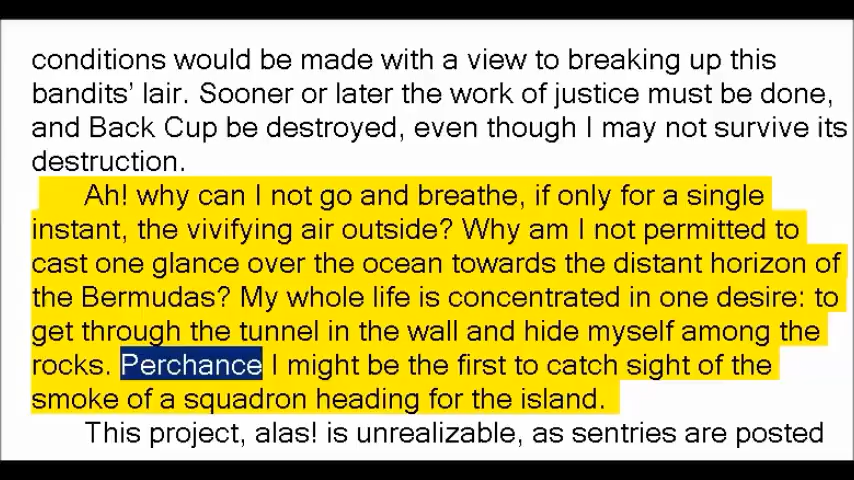 conditions would be made with a view to breaking up this
bandits’ lair. Sooner or later the work of justice must be done,
and Back Cup be destroyed, even though I may not survive its
destruction.
Ah! why can I not go and breathe, if only for a single
instant, the vivifying air outside? Why am I not permitted to
cast one glance over the ocean towards the distant horizon of
the Bermudas? My whole life is concentrated in one desire: to
get through the tunnel in the wall and hide myself among the
rocks. Perchance I might be the first to catch sight of the
smoke of a squadron heading for the island.
This project, alas! is unrealizable, as sentries are posted